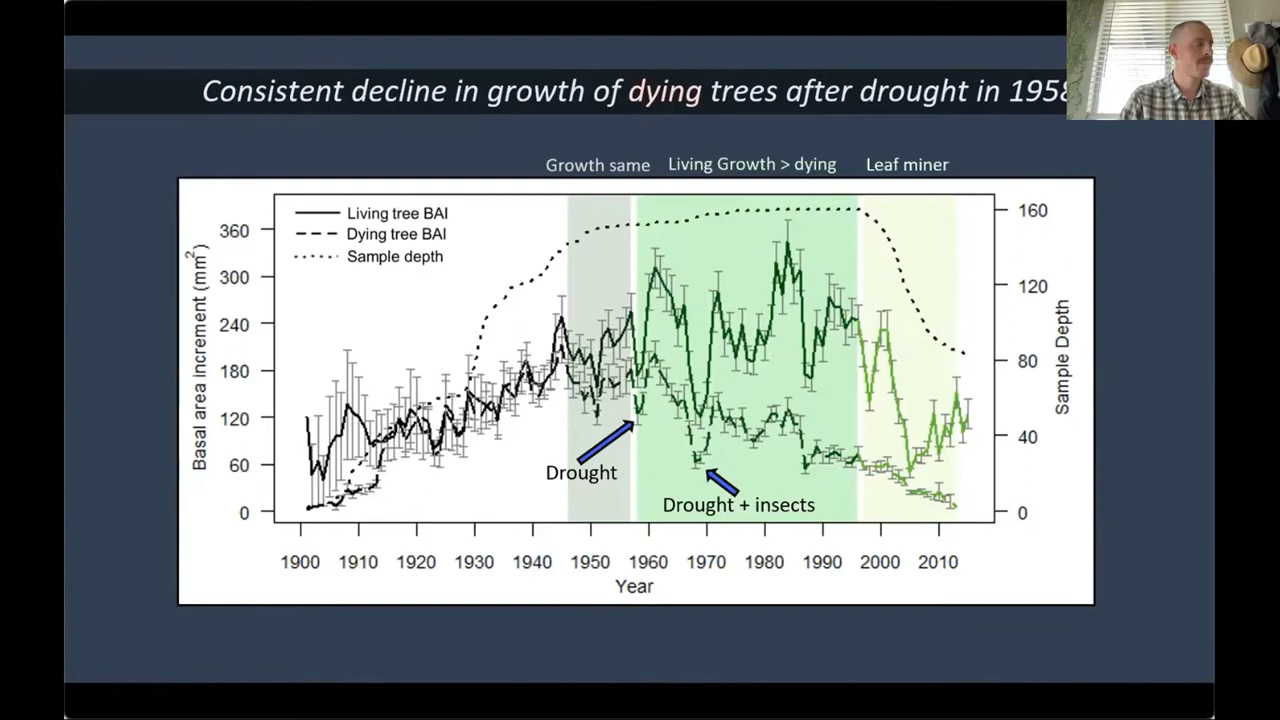 Consistent decline in growth of dying trees after drought in 1958
Growth same Living Growth > dying Leaf miner
Living tree BAI
Dying tree BAI
Sample depth
Basal area increment (mm²)
360
300
240
180
120
60
0
160
120
80
40
0
Sample Depth
Drought
Drought + insects
1900 1910 1920 1930 1940 1950 1960 1970 1980 1990 2000 2010
Year